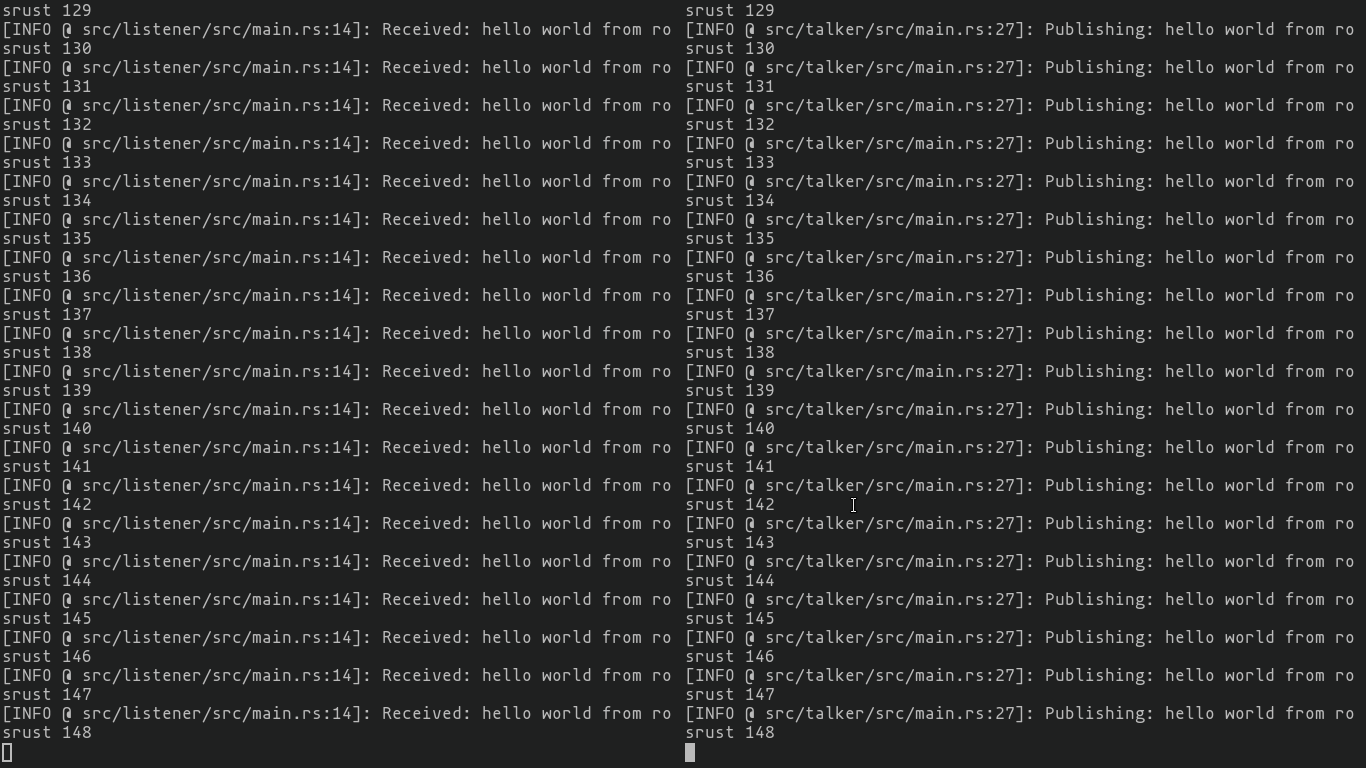 srust 129
[INFO @ src/listener/src/main.rs:14]: Received: hello world from ro
srust 130
[INFO @ src/listener/src/main.rs:14]: Received: hello world from ro
srust 131
[INFO @ src/listener/src/main.rs:14]: Received: hello world from ro
srust 132
[INFO @ src/listener/src/main.rs:14]: Received: hello world from ro
srust 133
[INFO @ src/listener/src/main.rs:14]: Received: hello world from ro
srust 134
[INFO @ src/listener/src/main.rs:14]: Received: hello world from ro
srust 135
[INFO @ src/listener/src/main.rs:14]: Received: hello world from ro
srust 136
[INFO @ src/listener/src/main.rs:14]: Received: hello world from ro
srust 137
[INFO @ src/listener/src/main.rs:14]: Received: hello world from ro
srust 138
[INFO @ src/listener/src/main.rs:14]: Received: hello world from ro
srust 139
[INFO @ src/listener/src/main.rs:14]: Received: hello world from ro
srust 140
[INFO @ src/listener/src/main.rs:14]: Received: hello world from ro
srust 141
[INFO @ src/listener/src/main.rs:14]: Received: hello world from ro
srust 142
[INFO @ src/listener/src/main.rs:14]: Received: hello world from ro
srust 143
[INFO @ src/listener/src/main.rs:14]: Received: hello world from ro
srust 144
[INFO @ src/listener/src/main.rs:14]: Received: hello world from ro
srust 145
[INFO @ src/listener/src/main.rs:14]: Received: hello world from ro
srust 146
[INFO @ src/listener/src/main.rs:14]: Received: hello world from ro
srust 147
[INFO @ src/listener/src/main.rs:14]: Received: hello world from ro
srust 148
srust 129
[INFO @ src/talker/src/main.rs:27]: Publishing: hello world from ro
srust 130
[INFO @ src/talker/src/main.rs:27]: Publishing: hello world from ro
srust 131
[INFO @ src/talker/src/main.rs:27]: Publishing: hello world from ro
srust 132
[INFO @ src/talker/src/main.rs:27]: Publishing: hello world from ro
srust 133
[INFO @ src/talker/src/main.rs:27]: Publishing: hello world from ro
srust 134
[INFO @ src/talker/src/main.rs:27]: Publishing: hello world from ro
srust 135
[INFO @ src/talker/src/main.rs:27]: Publishing: hello world from ro
srust 136
[INFO @ src/talker/src/main.rs:27]: Publishing: hello world from ro
srust 137
[INFO @ src/talker/src/main.rs:27]: Publishing: hello world from ro
srust 138
[INFO @ src/talker/src/main.rs:27]: Publishing: hello world from ro
srust 139
[INFO @ src/talker/src/main.rs:27]: Publishing: hello world from ro
srust 140
[INFO @ src/talker/src/main.rs:27]: Publishing: hello world from ro
srust 141
[INFO @ src/talker/src/main.rs:27]: Publishing: hello world from ro
srust 142
[INFO @ src/talker/src/main.rs:27]: Publishing: hello world from ro
srust 143
[INFO @ src/talker/src/main.rs:27]: Publishing: hello world from ro
srust 144
[INFO @ src/talker/src/main.rs:27]: Publishing: hello world from ro
srust 145
[INFO @ src/talker/src/main.rs:27]: Publishing: hello world from ro
srust 146
[INFO @ src/talker/src/main.rs:27]: Publishing: hello world from ro
srust 147
[INFO @ src/talker/src/main.rs:27]: Publishing: hello world from ro
srust 148